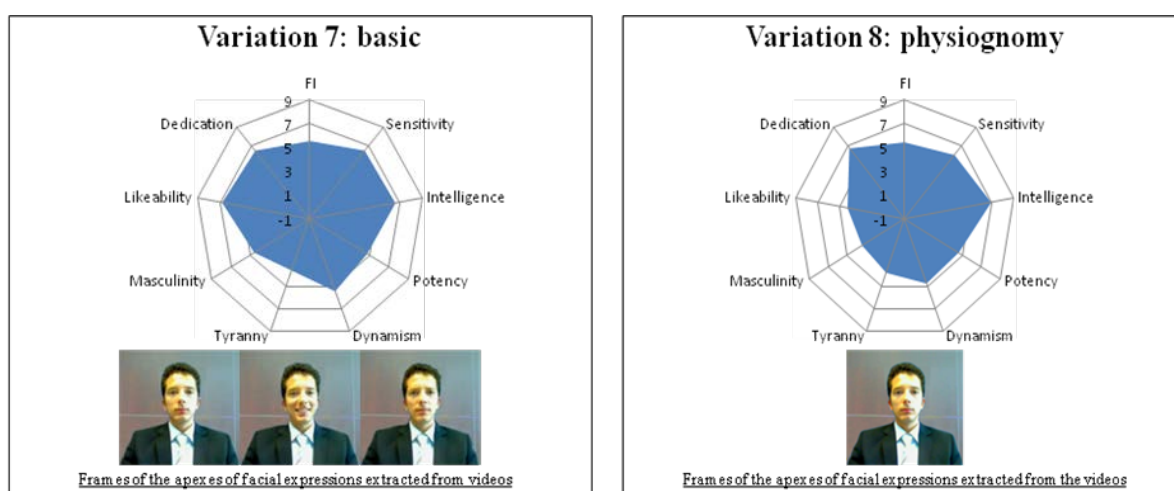 Variation 7: basic
FI
9
Dedication
7
Sensitivity
5
3
Likeability
1
Intelligence
-1
Masculinity
Potency
Tyranny
Dynamism
Frames of the apexes of facial expressions extracted from videos
Variation 8: physiognomy
FI
9
Dedication
7
Sensitivity
5
3
Likeability
1
Intelligence
-1
Masculinity
Potency
Tyranny
Dynamism
Frames of the apexes of facial expressions extracted from the videos